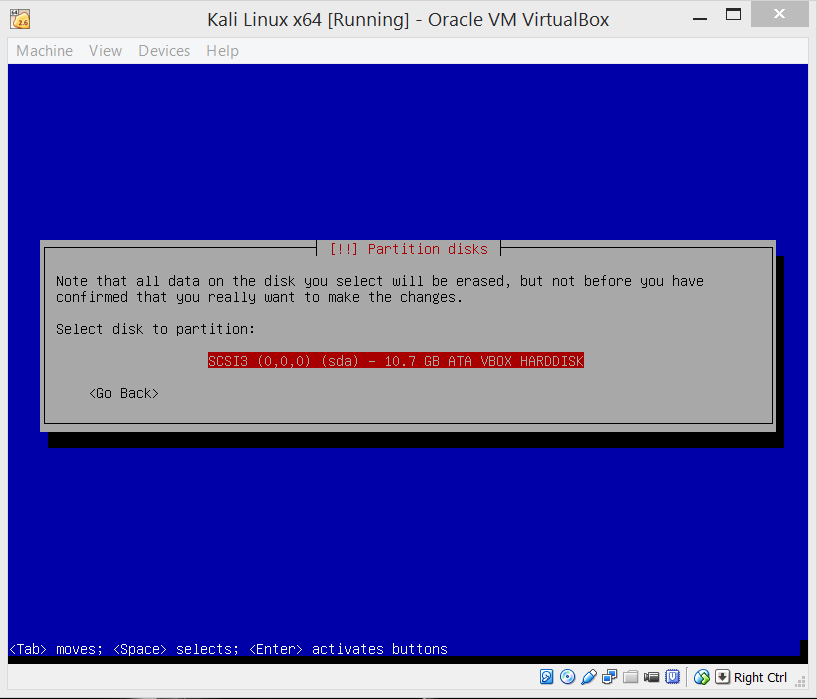 Kali Linux x64 [Running] - Oracle VM VirtualBox
Machine View Devices Help
[!!] Partition disks
Note that all data on the disk you select will be erased, but not before you have
confirmed that you really want to make the changes.
Select disk to partition:
SCSI3 (0,0,0) (sda) - 10.7 GB ATA VBOX HARDDISK
<Go Back>
<Tab> moves; <Space> selects; <Enter> activates buttons
Right Ctrl